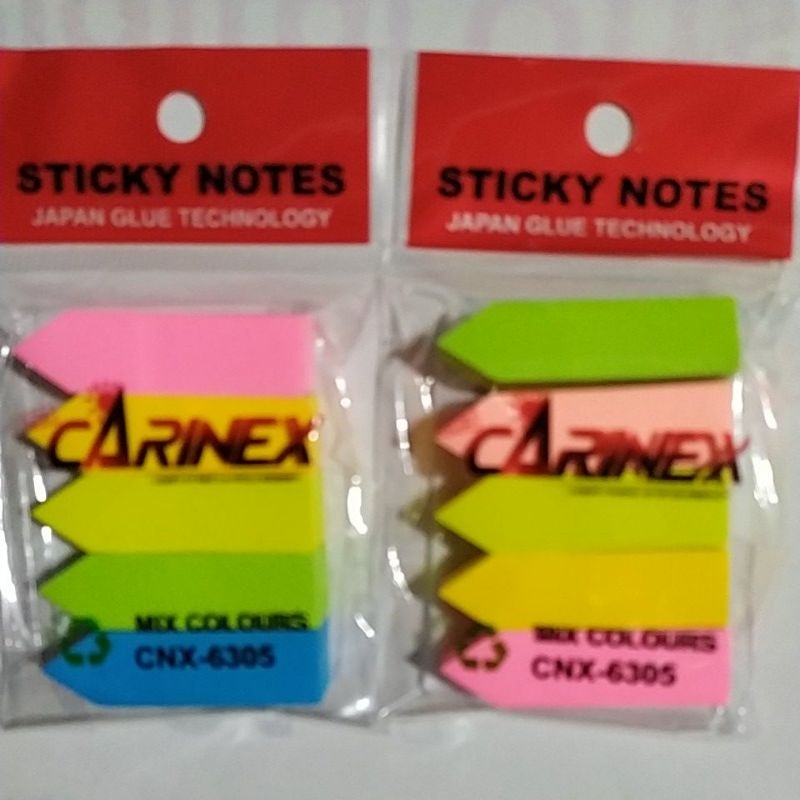 STICKY NOTES
JAPAN GLUE TECHNOLOGY
CARINEX
MIX COLOURS
CNX-6305
STICKY NOTES
JAPAN GLUE TECHNOLOGY
CARINEX
MIX COLOURS
CNX-6305